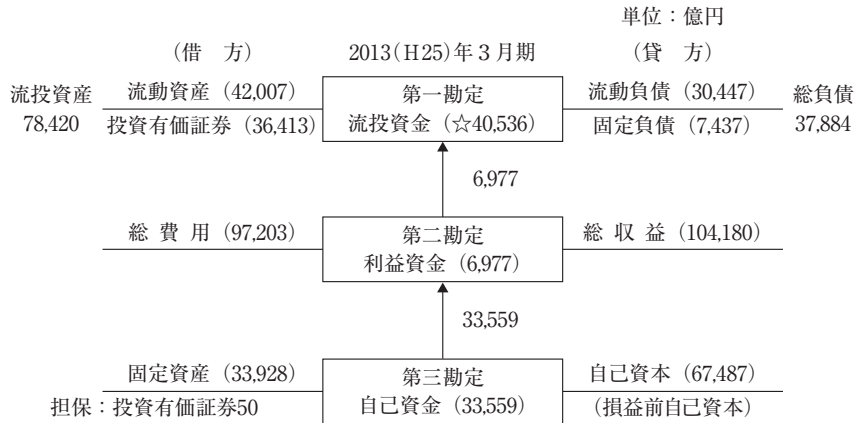 単位：億円
（借　方）　2013（H25）年３月期　（貸　方）
流投資産　流動資産（42,007）　第一勘定　流動負債（30,447）　総負債
78,420　投資有価証券（36,413）　流投資金（☆40,536）　固定負債（7,437）　37,884
6,977
総 費 用（97,203）　第二勘定　総 収 益（104,180）
利益資金（6,977）
33,559
固定資産（33,928）　第三勘定　自己資本（67,487）
担保：投資有価証券50　自己資金（33,559）　（損益前自己資本）